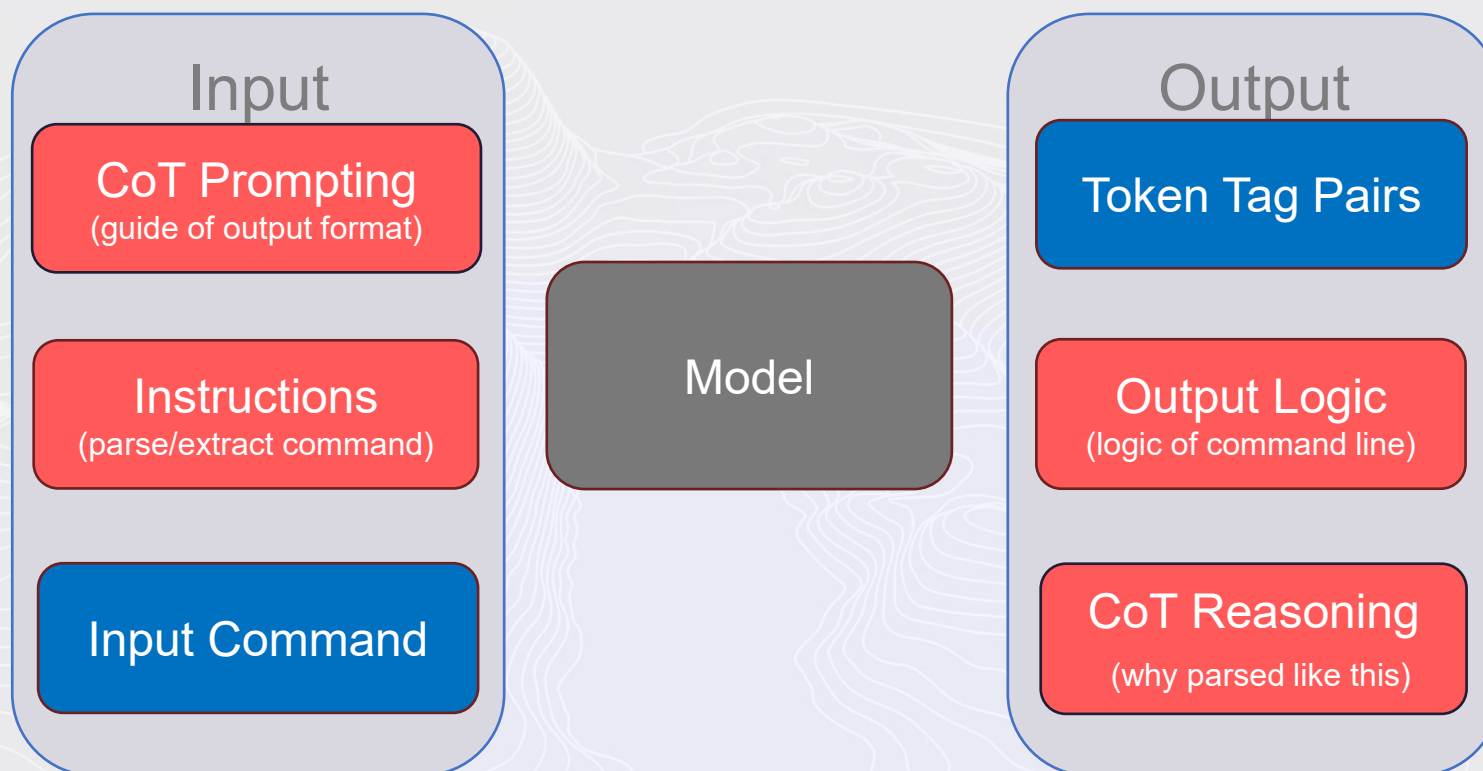 Input
CoT Prompting
(guide of output format)
Instructions
(parse/extract command)
Input Command
Model
Output
Token Tag Pairs
Output Logic
(logic of command line)
CoT Reasoning
(why parsed like this)